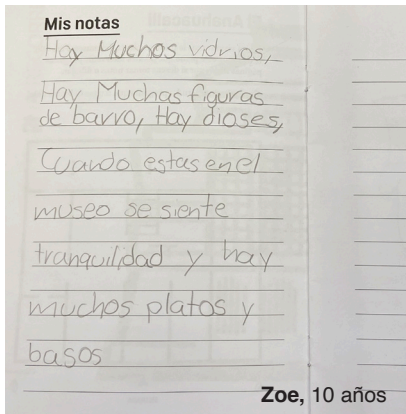 Mis notas
Hay Muchos vidrios,
Hay Muchas figuras
de barro, Hay dioses,
Cuando estas en el
museo se siente
tranquilidad y hay
muchos platos y
basos
Zoe, 10 años